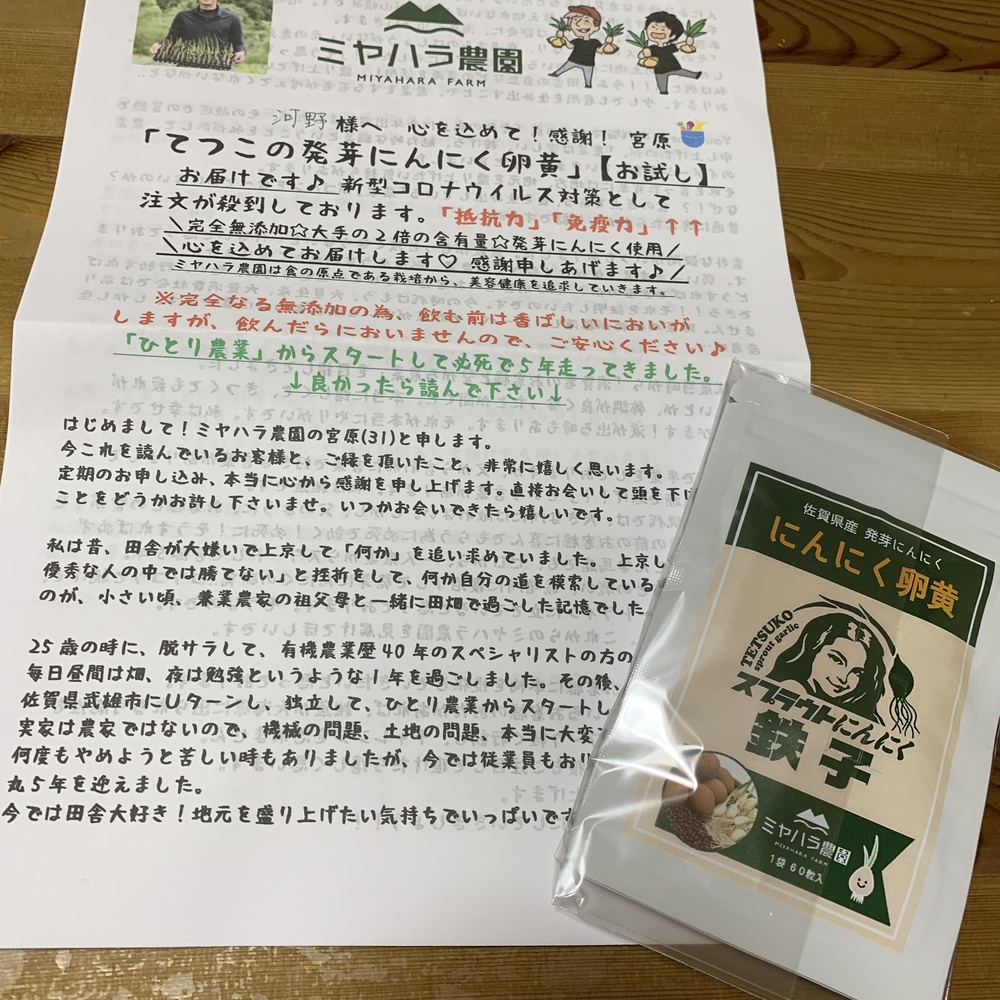 ミヤハラ農園
MIYAHARA FARM
河野様へ 心を込めて!感謝! 宮原
「てつこの発芽にんにく卵黄」【お試し】
お届けです♪ 新型コロナウイルス対策として
注文が殺到しております。「抵抗力」「免疫力」↑↑
＼完全無添加☆大手の2倍の含有量☆発芽にんにく使用／
＼心を込めてお届けします♡ 感謝申しあげます♪／
ミヤハラ農園は食の原点である栽培から、美容健康を追求していきます。
※完全なる無添加の為、飲む前は香ばしいにおいが
しますが、飲んだらにおいませんので、ご安心ください♪
「ひとり農業」からスタートして必死で5年走ってきました。
↓良かったら読んで下さい↓
はじめまして!ミヤハラ農園の宮原(31)と申します。
今これを読んでいるお客様と、ご縁を頂いたこと、非常に嬉しく思います。
定期のお申し込み、本当に心から感謝を申し上げます。直接お会いして頭を下げ
ことをどうかお許し下さいませ。いつかお会いできたら嬉しいです。
私は昔、田舎が大嫌いで上京して「何か」を追い求めていました。 上京し
優秀な人の中では勝てない」と挫折をして、何か自分の道を模索している
のが、小さい頃、兼業農家の祖父母と一緒に田畑で過ごした記憶でした
25歳の時に、脱サラして、有機農業歴40年のスペシャリストの方の
毎日昼間は畑、夜は勉強というような1年を過ごしました。その後、
佐賀県武雄市にUターンし、独立して、ひとり農業からスタートし
実家は農家ではないので、機械の問題、土地の問題、本当に大変
何度もやめようと苦しい時もありましたが、今では従業員もおり
丸5年を迎えました。
今では田舎大好き!地元を盛り上げたい気持ちでいっぱいです
佐賀県産 発芽にんにく
にんにく卵黄
TETSUKO
sprout garlic
スプラウトにんにく
鉄子
ミヤハラ農園
MIYAHARA FARM
1袋 60粒入